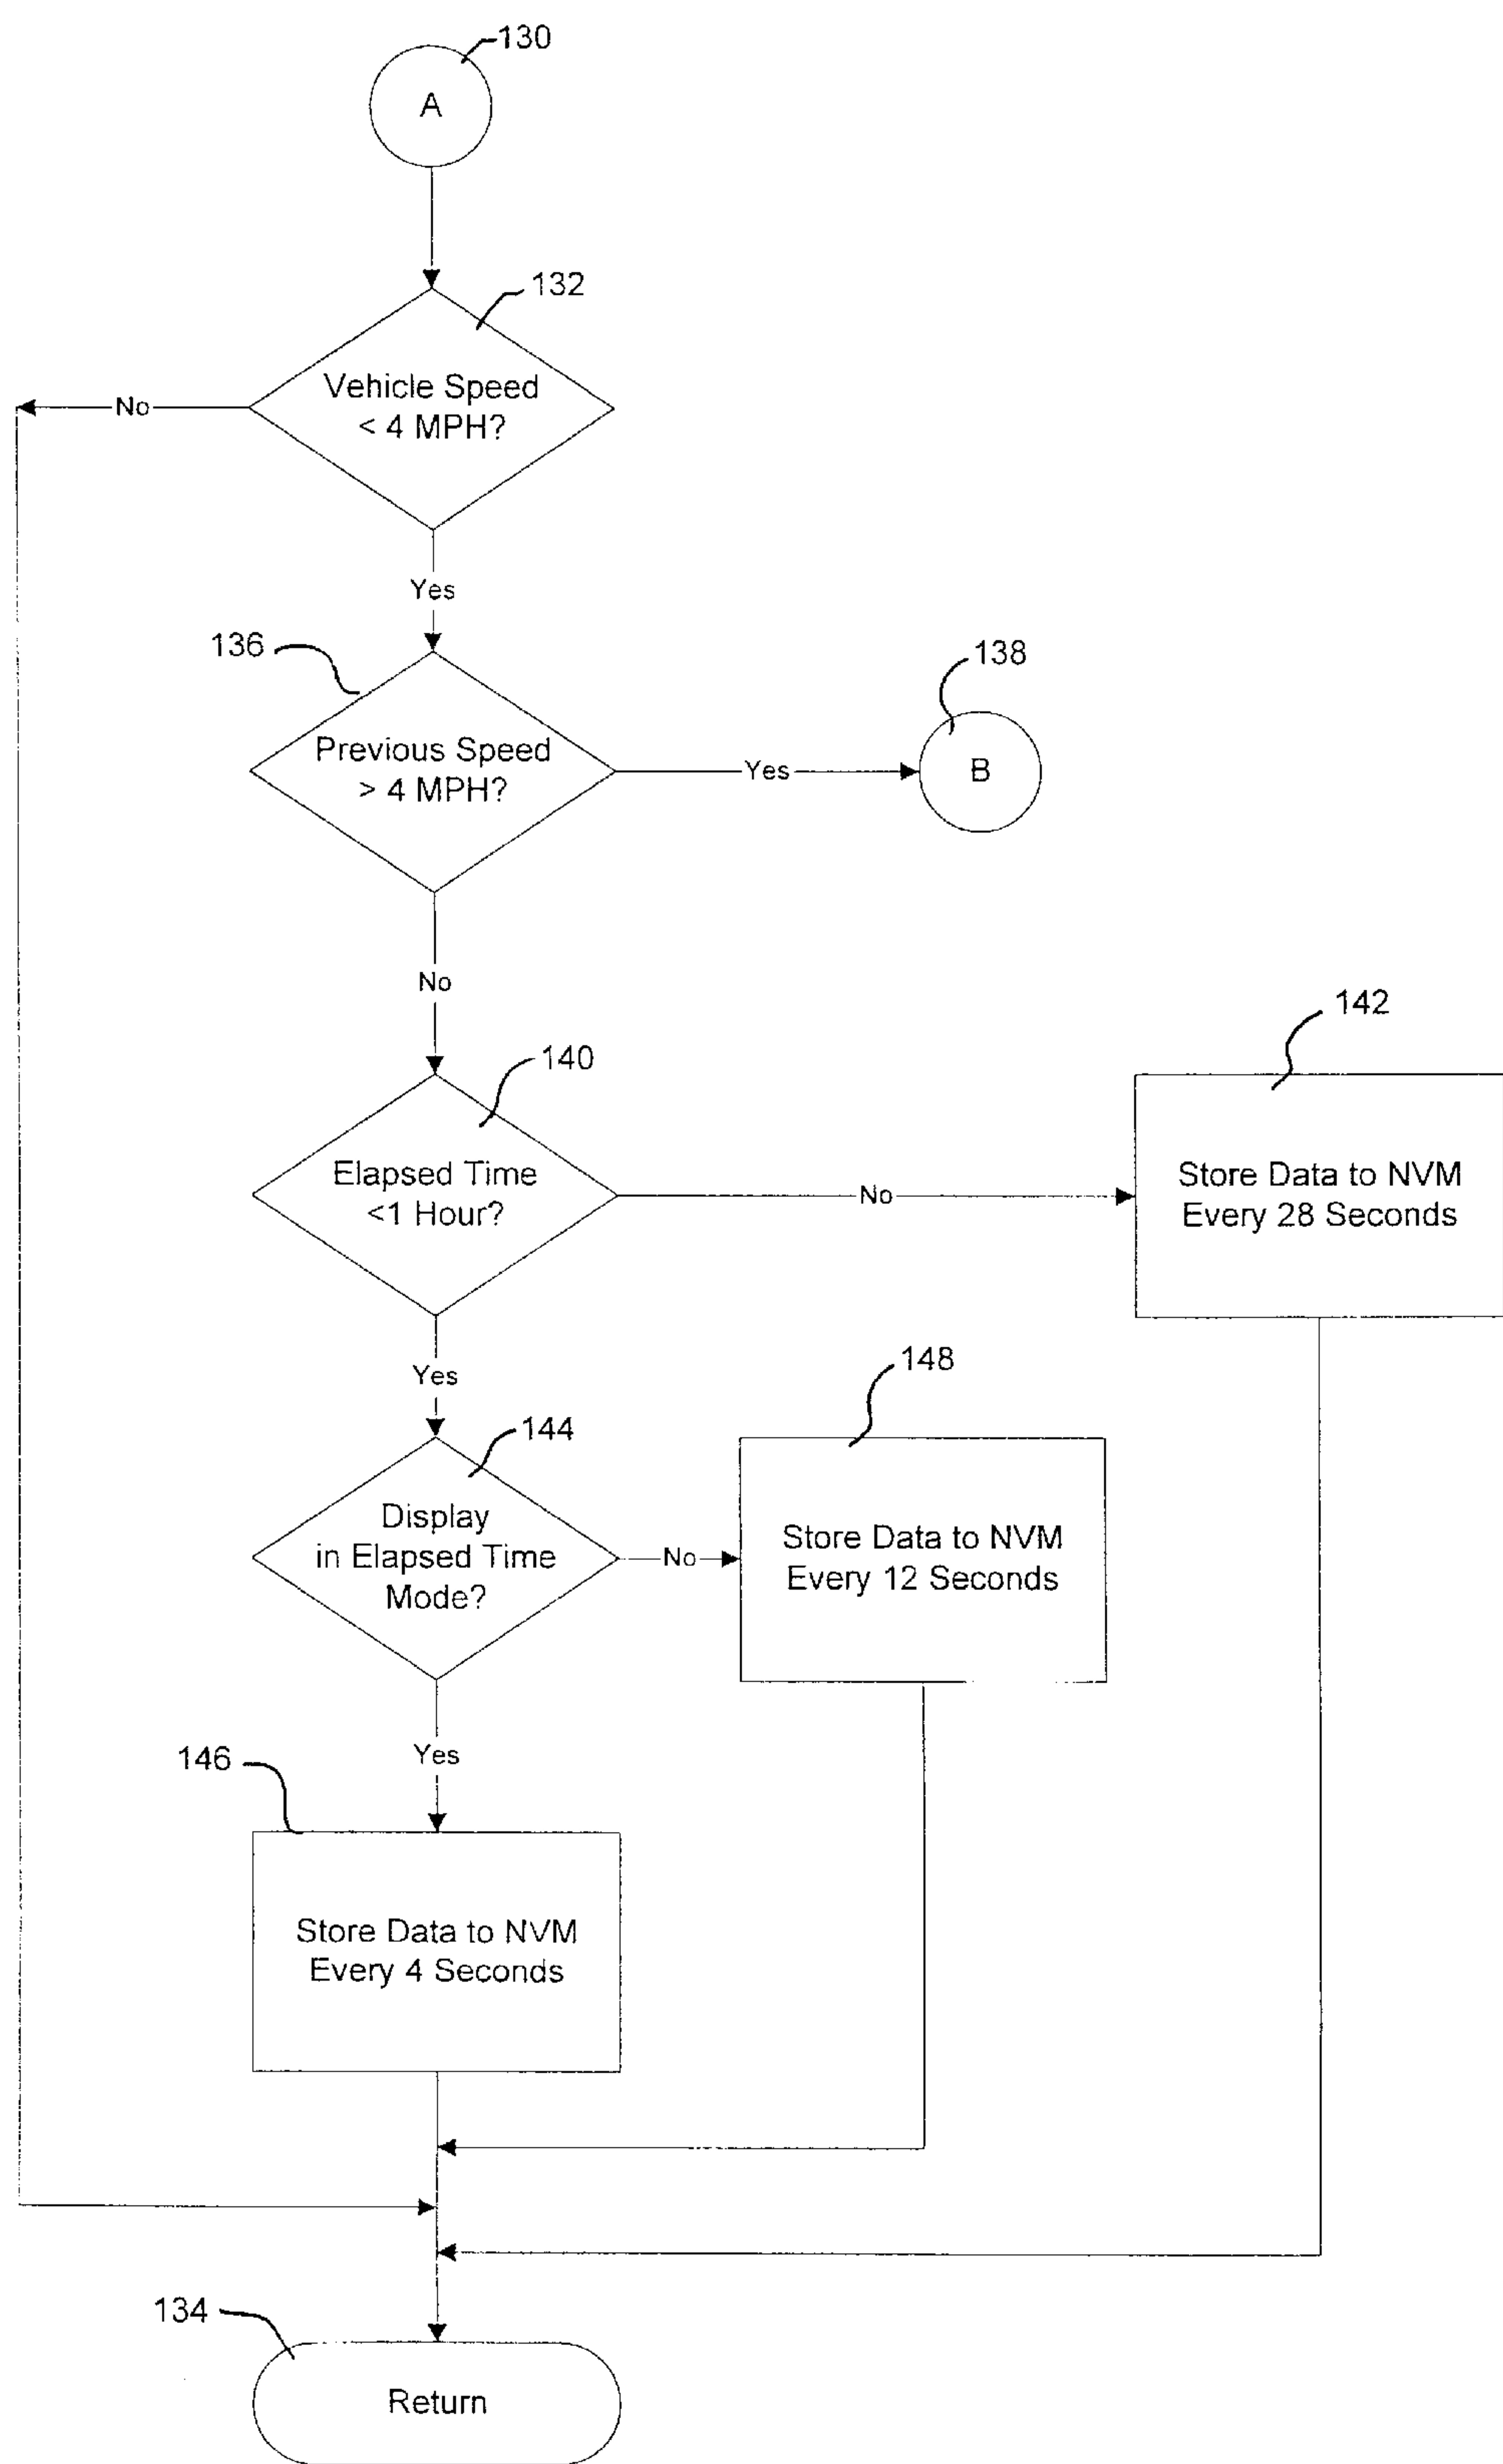 130
A
132
Vehicle Speed
< 4 MPH?
No
Yes
136
138
Previous Speed
> 4 MPH?
Yes
B
No
142
140
Elapsed Time
<1 Hour?
No
Store Data to NVM
Every 28 Seconds
Yes
148
144
Display
in Elapsed Time
Mode?
No
Store Data to NVM
Every 12 Seconds
Yes
146
Store Data to NVM
Every 4 Seconds
134
Return